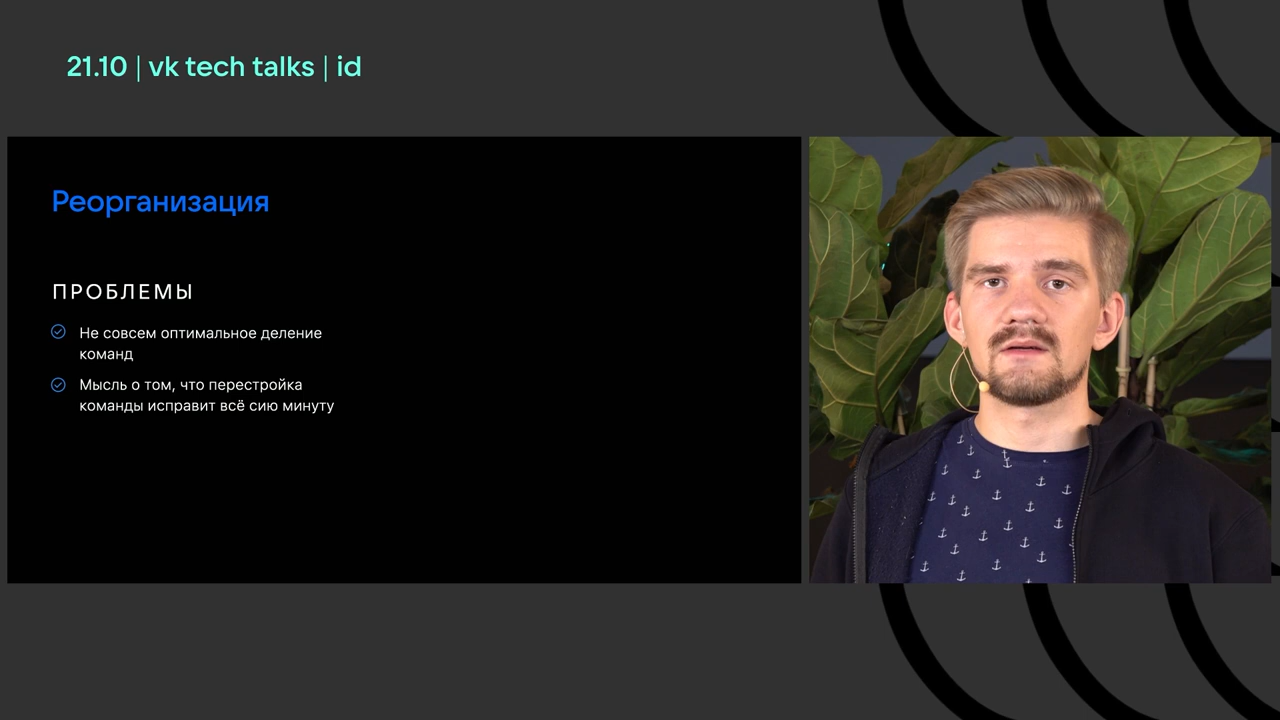 21.10 | vk tech talks | id
Реорганизация
ПРОБЛЕМЫ
Не совсем оптимальное деление
команд
Мысль о том, что перестройка
команды исправит всё сию минуту